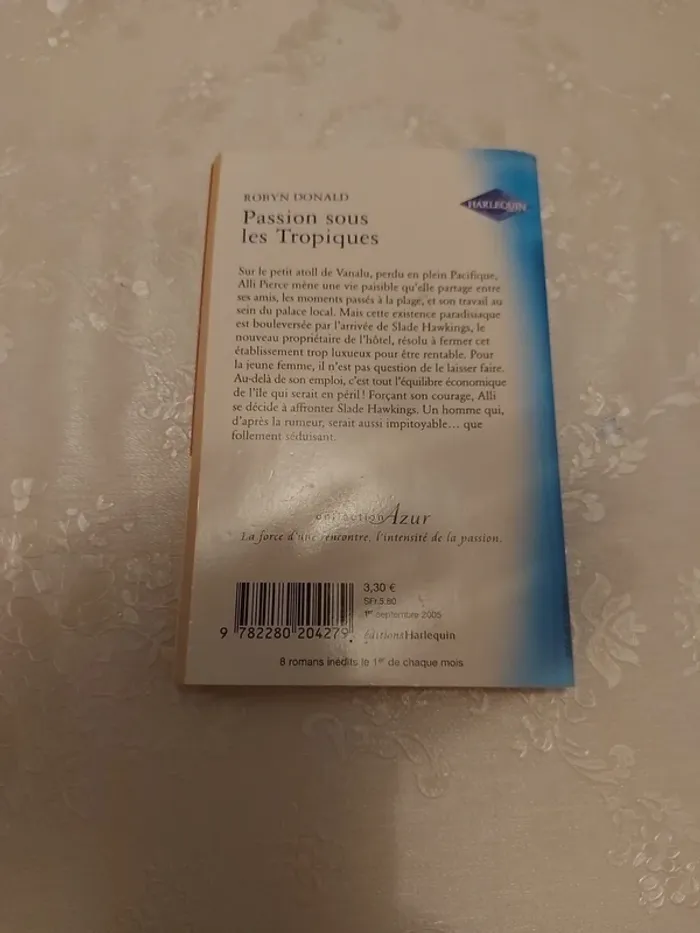 ROBYN DONALD
HARLEQUIN
Passion sous
les Tropiques
Sur le petit atoll de Vanalu, perdu en plein Pacifique,
Alli Pierce mène une vie paisible qu'elle partage entre
ses amis, les moments passés à la plage, et son travail au
sein du palace local. Mais cette existence paradisiaque
est bouleversée par l'arrivée de Slade Hawkings, le
nouveau propriétaire de l'hôtel, résolu à fermer cet
établissement trop luxueux pour être rentable. Pour
la jeune femme, il n'est pas question de le laisser faire.
Au-delà de son emploi, c'est tout l'équilibre économique
de l'île qui serait en péril ! Forçant son courage, Alli
se décide à affronter Slade Hawkings. Un homme qui,
d'après la rumeur, serait aussi impitoyable... que
follement séduisant.
collection Azur
La force d'une rencontre, l'intensité de la passion.
3,30 €
SFr.5.80
1er septembre 2005
9 782280 204279
éditions Harlequin
8 romans inédits le 1er de chaque mois